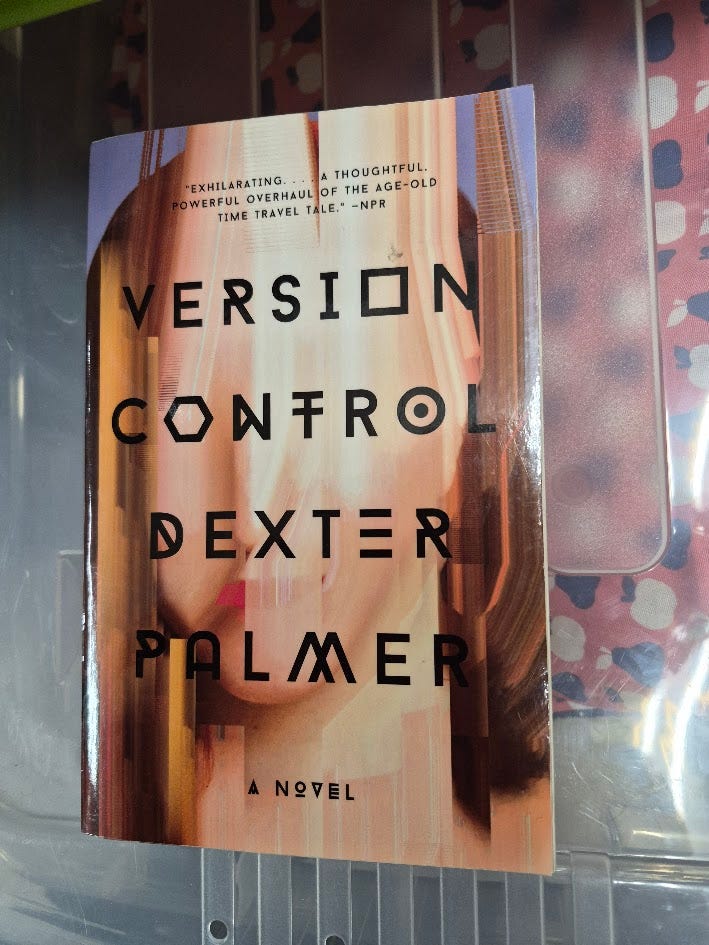 "EXHILARATING. . . . A THOUGHTFUL,
POWERFUL OVERHAUL OF THE AGE-OLD
TIME TRAVEL TALE." —NPR
VERSION
CONTROL
DEXTER
PALMER
A NOVEL